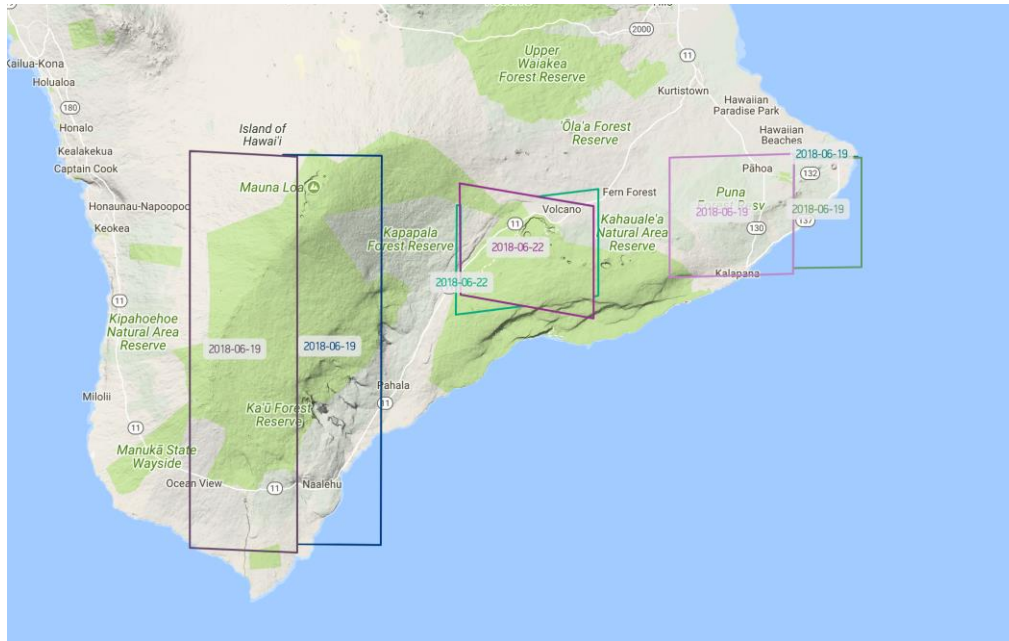 2000
11
Upper
Waiakea
Forest Reserve
Kailua-Kona
Holualoa
180
Kurtistown
Hawaiian
Paradise Park
Honalo
Island of
Hawai'i
'Ōla'a Forest
Reserve
Hawaiian
Beaches
Kealakekua
Captain Cook
2018-06-19
Pāhoa
132
Mauna Loa
Fern Forest
Puna
Honaunau-Napoopoo
Volcano
2018-06-19
2018-06-19
Keokea
11
Kahauale'a
Natural Area
Reserve
130
137
Kapapala
Forest Reserve
2018-06-22
Kalapana
2018-06-22
11
Kipahoehoe
Natural Area
Reserve
2018-06-19
2018-06-19
Pahala
Milolii
11
Ka'ū Forest
Reserve
11
Manukā State
Wayside
Ocean View
11
Naalehu